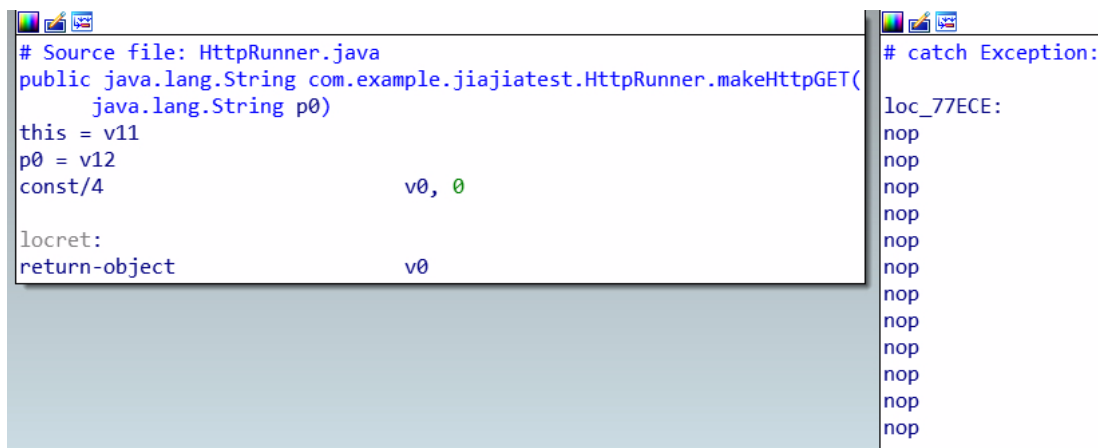 # Source file: HttpRunner.java
public java.lang.String com.example.jiajiatest.HttpRunner.makeHttpGET(
java.lang.String p0)
this = v11
p0 = v12
const/4 v0, 0
locret:
return-object v0
# catch Exception:
loc_77ECE:
nop
nop
nop
nop
nop
nop
nop
nop
nop
nop
nop
nop